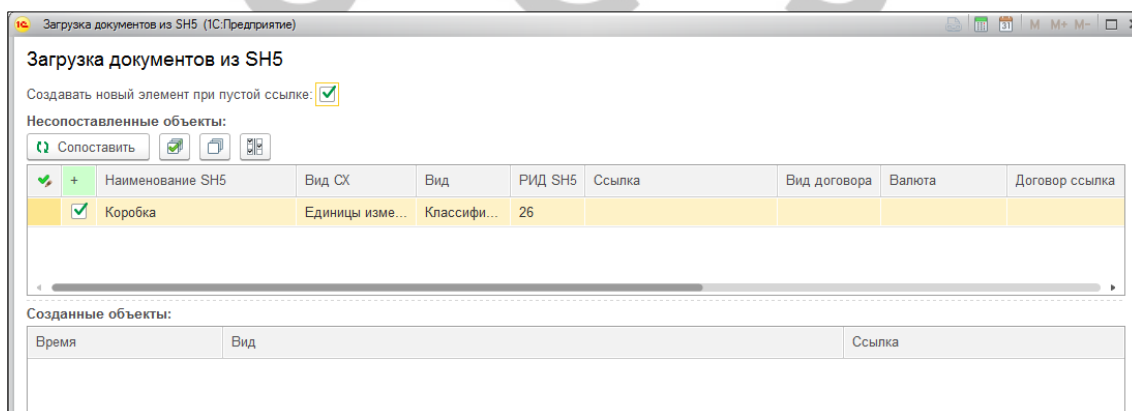 Загрузка документов из SH5 (1С:Предприятие)
31 M M+ M-
Загрузка документов из SH5
Создавать новый элемент при пустой ссылке:
Несопоставленные объекты:
Сопоставить
+ Наименование SH5 Вид СХ Вид РИД SH5 Ссылка Вид договора Валюта Договор ссылка
Коробка Единицы изме... Классифи... 26
Созданные объекты:
Время Вид Ссылка